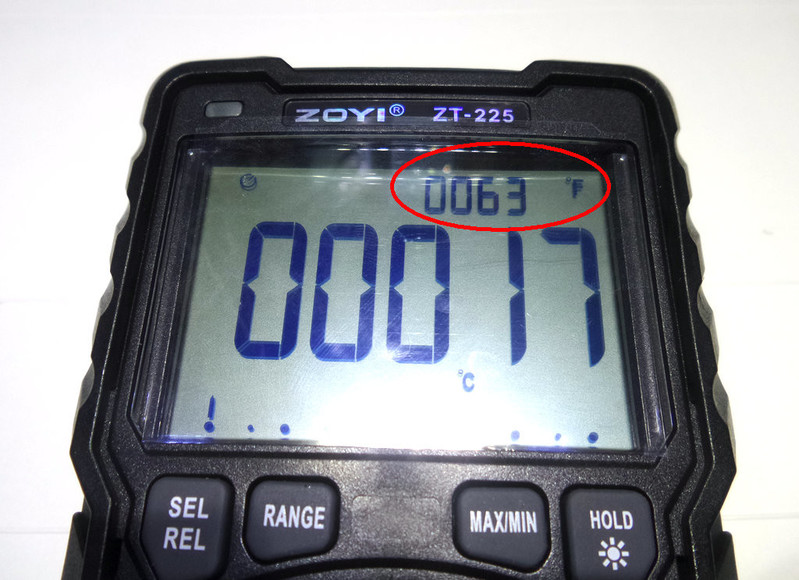 ZOYI® ZT-225
0063 °F
00017
°C
SEL
REL
RANGE
MAX/MIN
HOLD